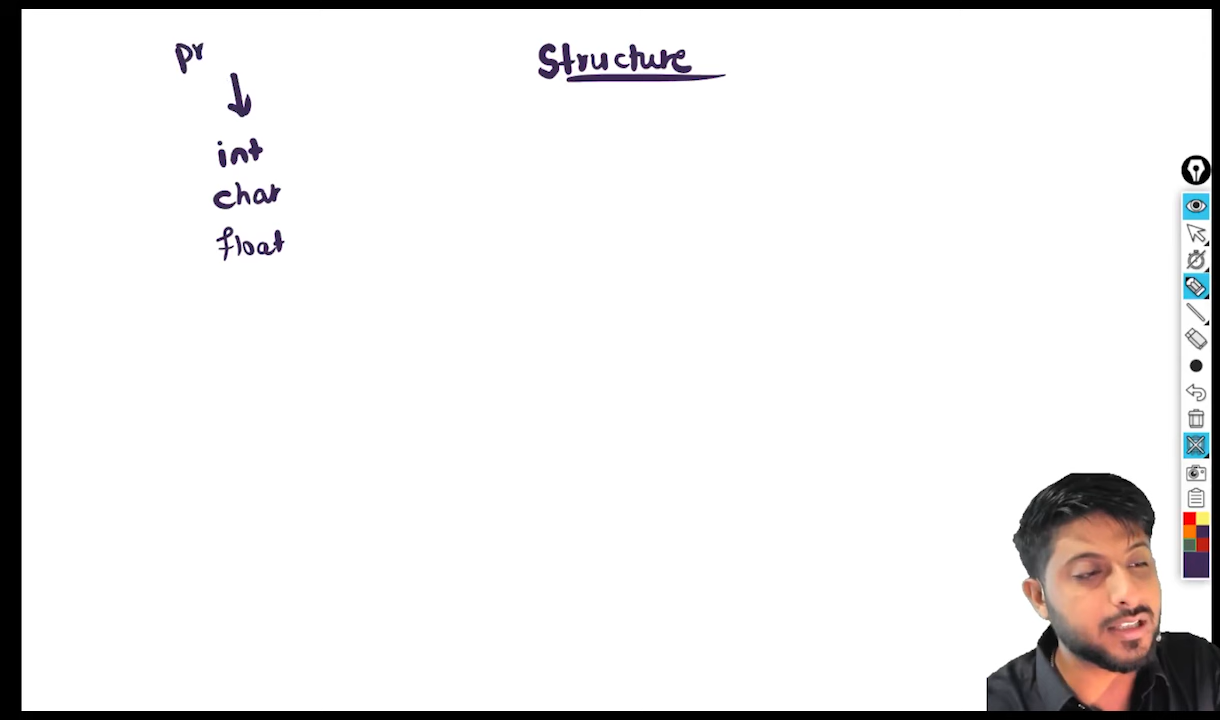 pr
Structure
int
char
float